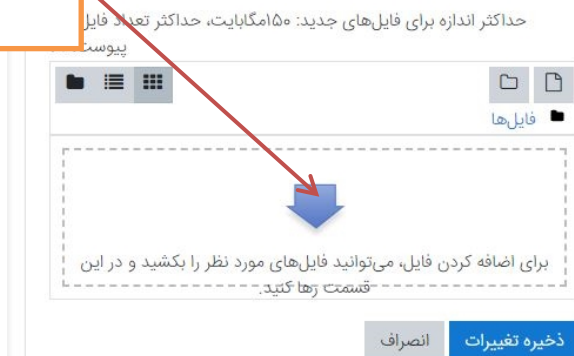 حداکثر اندازه برای فایل‌های جدید: ۱۵۰مگابایت، حداکثر تعداد فایل
پیوست
فایل‌ها
برای اضافه کردن فایل، می‌توانید فایل‌های مورد نظر را بکشید و در این
قسمت رها کنید.
ذخیره تغییرات انصراف